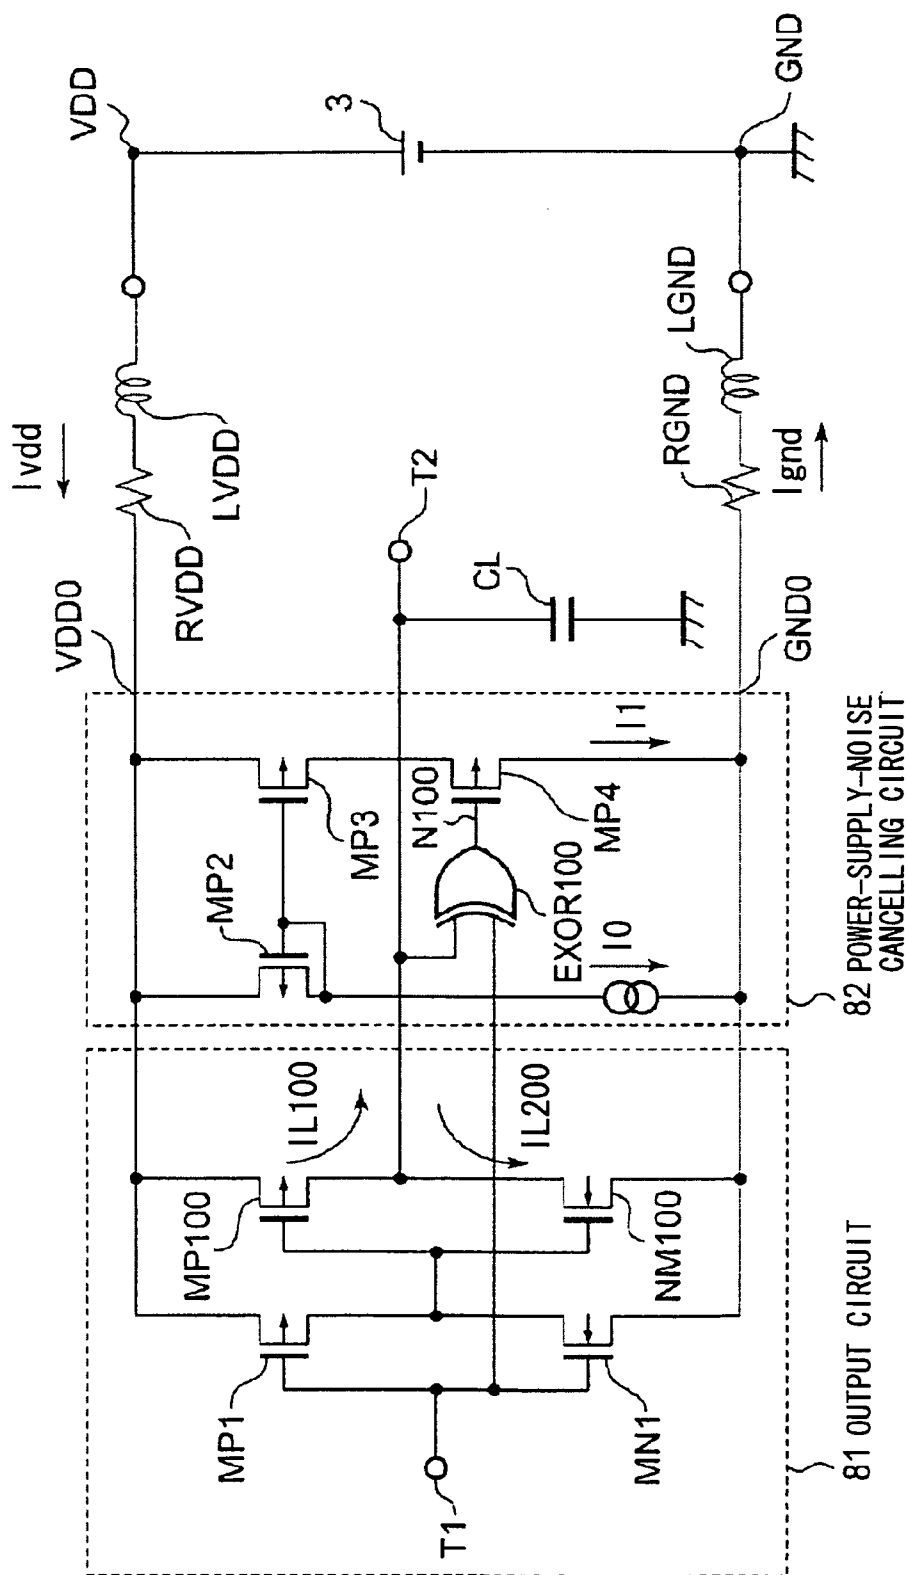 VDD
3
GND
Ivdd
LVDD
RVDD
VDD0
T2
CL
LGND
RGND
Ignd
GND0
MP2
MP3
N100
MP4
I1
EXOR100
I0
82 POWER-SUPPLY-NOISE
CANCELLING CIRCUIT
IL100
IL200
MP100
NM100
MP1
MN1
T1
81 OUTPUT CIRCUIT